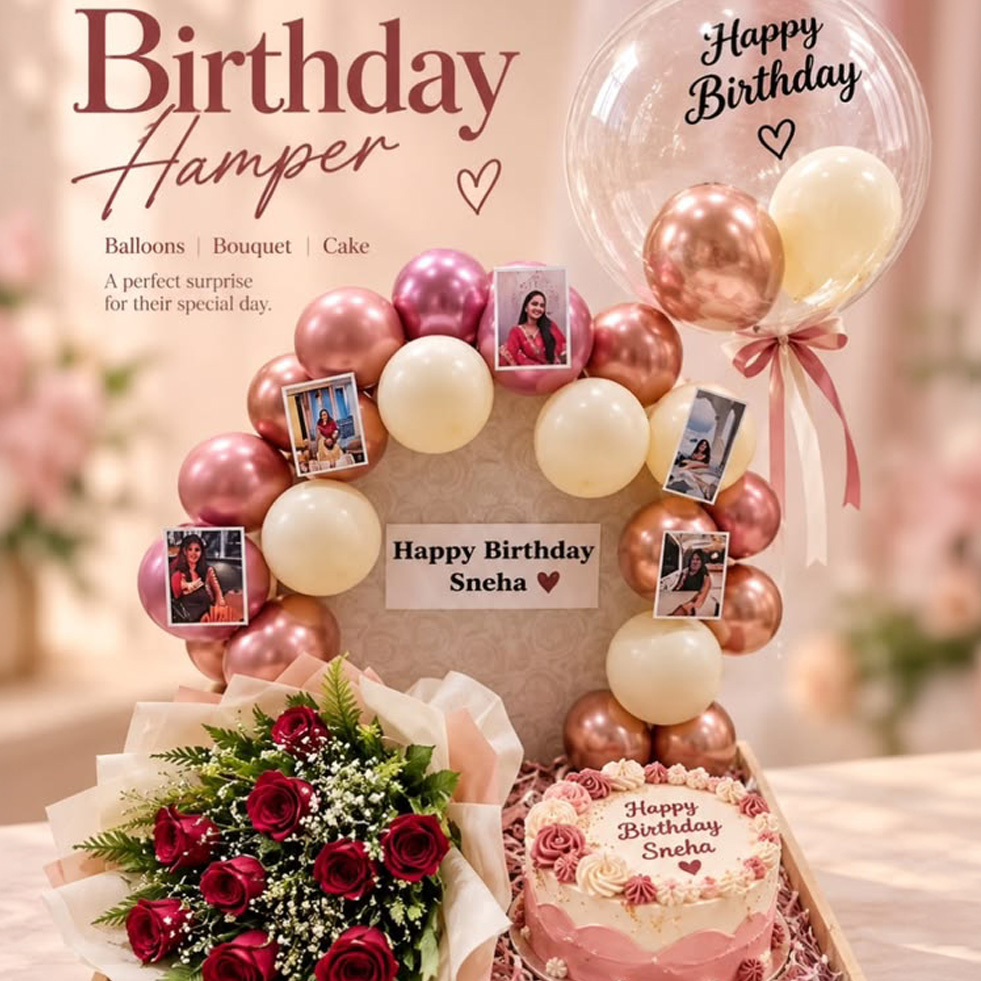 Birthday
Hamper
Balloons | Bouquet | Cake
A perfect surprise
for their special day.
Happy
Birthday
Happy Birthday
Sneha
Happy
Birthday
Sneha